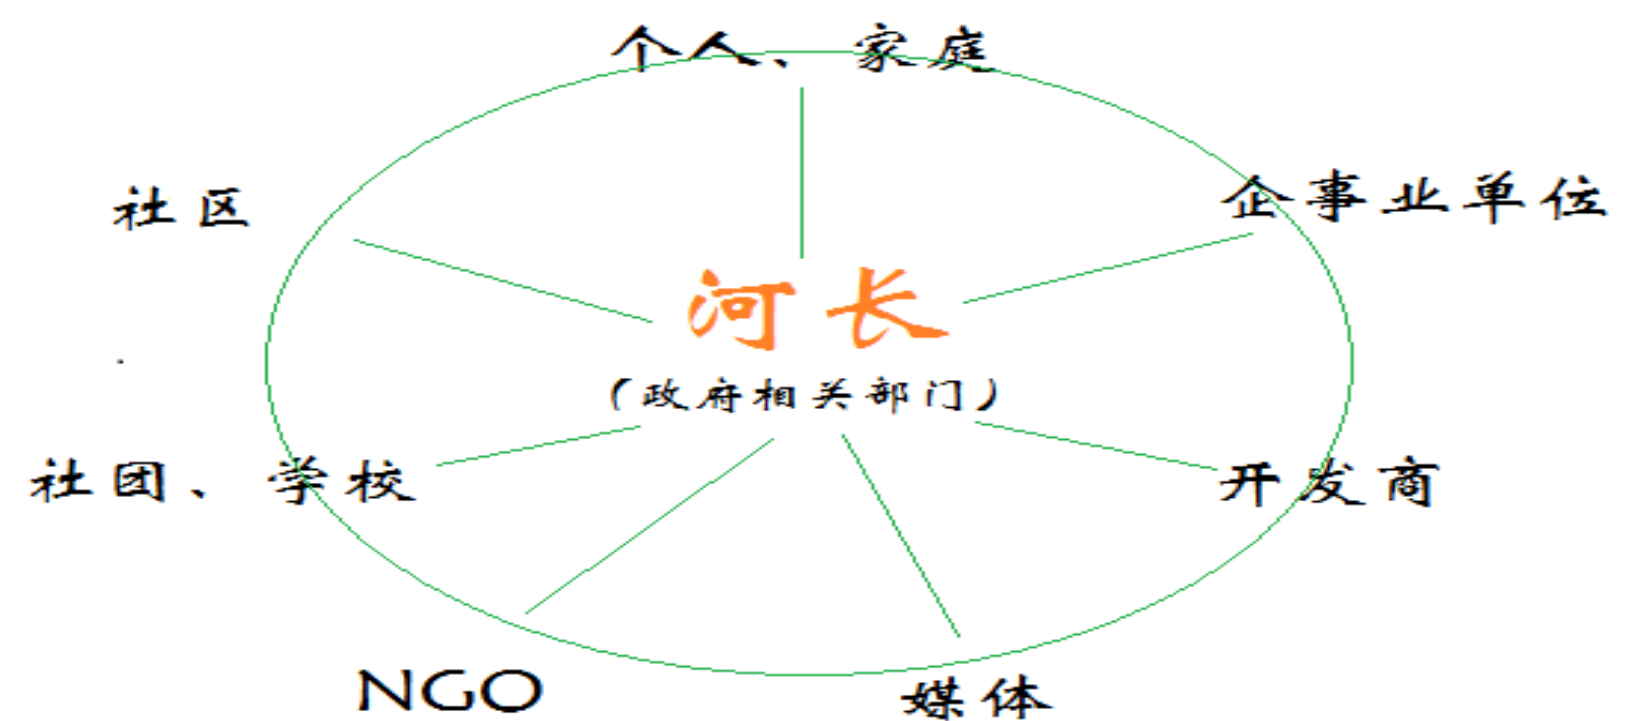 个人、家庭
社区
企事业单位
河长
（政府相关部门）
社团、学校
开发商
NGO
媒体